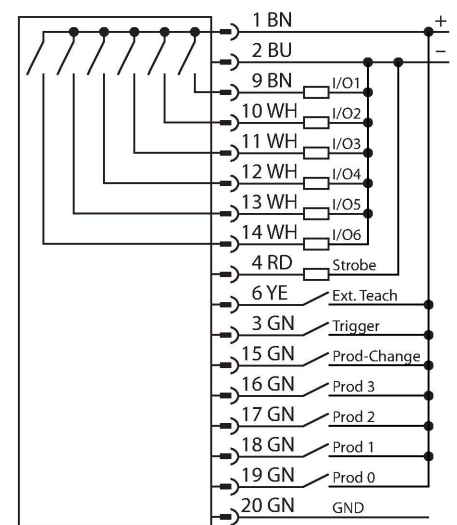 1 BN +
2 BU −
9 BN I/O1
10 WH I/O2
11 WH I/O3
12 WH I/O4
13 WH I/O5
14 WH I/O6
4 RD Strobe
6 YE Ext. Teach
3 GN Trigger
15 GN Prod-Change
16 GN Prod 3
17 GN Prod 2
18 GN Prod 1
19 GN Prod 0
20 GN GND